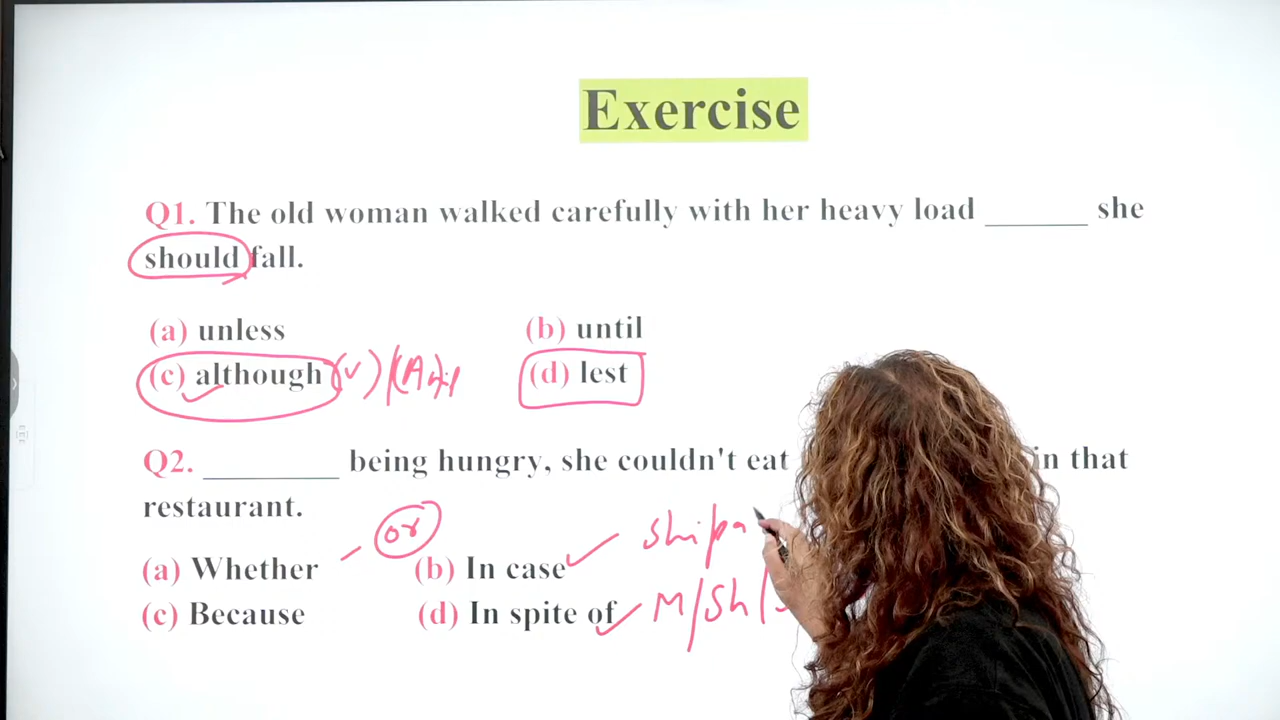 Exercise
Q1. The old woman walked carefully with her heavy load _______ she
should fall.
(a) unless (b) until
(c) although (v) (d) lest
Q2. _________ being hungry, she couldn't eat in that
restaurant.
or
(a) Whether (b) In case
(c) Because (d) In spite of M/Sh/